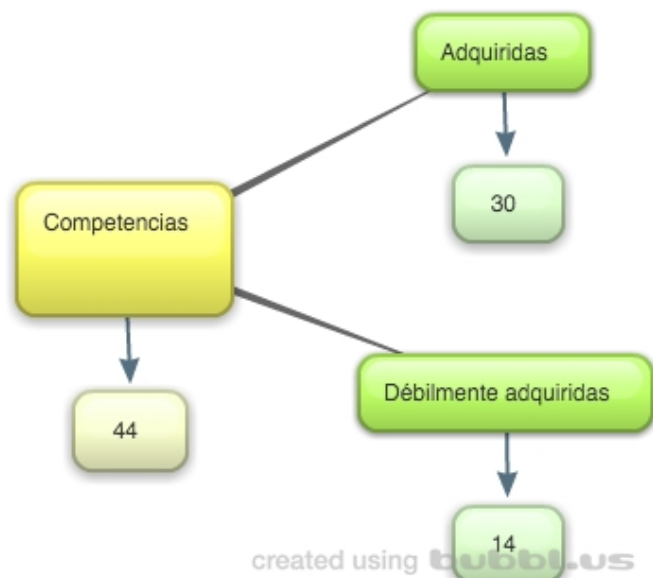 Adquiridas
30
Competencias
44
Débilmente adquiridas
14
created using bubbl.us